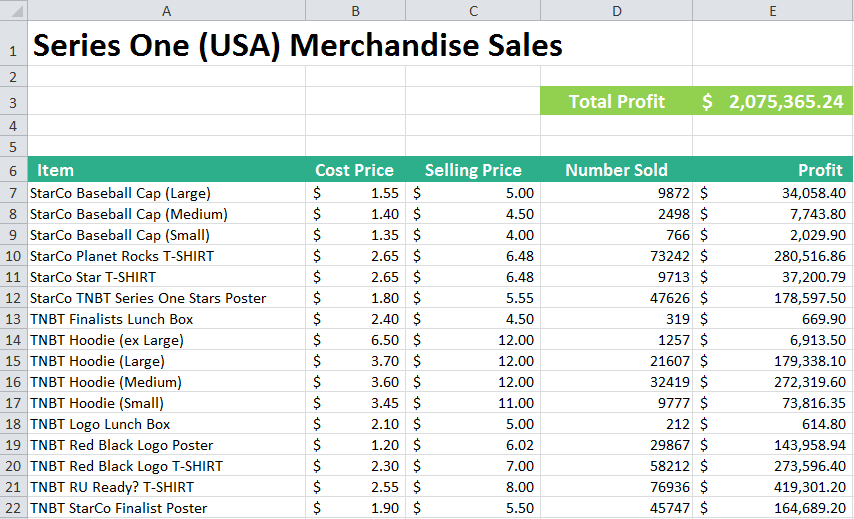 A B C D E
1 Series One (USA) Merchandise Sales
2
3 Total Profit $ 2,075,365.24
4
5
6 Item Cost Price Selling Price Number Sold Profit
7 StarCo Baseball Cap (Large) $ 1.55 $ 5.00 9872 $ 34,058.40
8 StarCo Baseball Cap (Medium) $ 1.40 $ 4.50 2498 $ 7,743.80
9 StarCo Baseball Cap (Small) $ 1.35 $ 4.00 766 $ 2,029.90
10 StarCo Planet Rocks T-SHIRT $ 2.65 $ 6.48 73242 $ 280,516.86
11 StarCo Star T-SHIRT $ 2.65 $ 6.48 9713 $ 37,200.79
12 StarCo TNBT Series One Stars Poster $ 1.80 $ 5.55 47626 $ 178,597.50
13 TNBT Finalists Lunch Box $ 2.40 $ 4.50 319 $ 669.90
14 TNBT Hoodie (ex Large) $ 6.50 $ 12.00 1257 $ 6,913.50
15 TNBT Hoodie (Large) $ 3.70 $ 12.00 21607 $ 179,338.10
16 TNBT Hoodie (Medium) $ 3.60 $ 12.00 32419 $ 272,319.60
17 TNBT Hoodie (Small) $ 3.45 $ 11.00 9777 $ 73,816.35
18 TNBT Logo Lunch Box $ 2.10 $ 5.00 212 $ 614.80
19 TNBT Red Black Logo Poster $ 1.20 $ 6.02 29867 $ 143,958.94
20 TNBT Red Black Logo T-SHIRT $ 2.30 $ 7.00 58212 $ 273,596.40
21 TNBT RU Ready? T-SHIRT $ 2.55 $ 8.00 76936 $ 419,301.20
22 TNBT StarCo Finalist Poster $ 1.90 $ 5.50 45747 $ 164,689.20